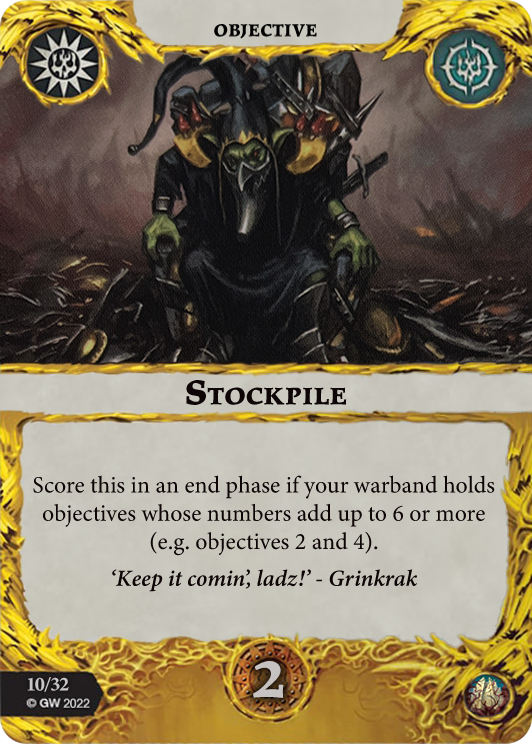 OBJECTIVE
STOCKPILE
Score this in an end phase if your warband holds
objectives whose numbers add up to 6 or more
(e.g. objectives 2 and 4).
‘Keep it comin’, ladz!’ - Grinkrak
2
10/32
© GW 2022